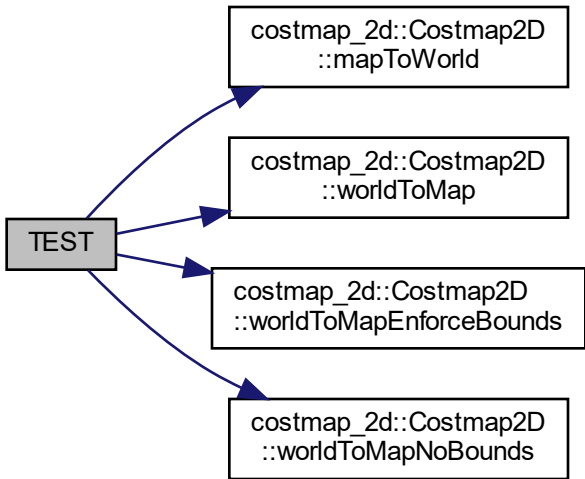 costmap_2d::Costmap2D
::mapToWorld
costmap_2d::Costmap2D
::worldToMap
TEST
costmap_2d::Costmap2D
::worldToMapEnforceBounds
costmap_2d::Costmap2D
::worldToMapNoBounds